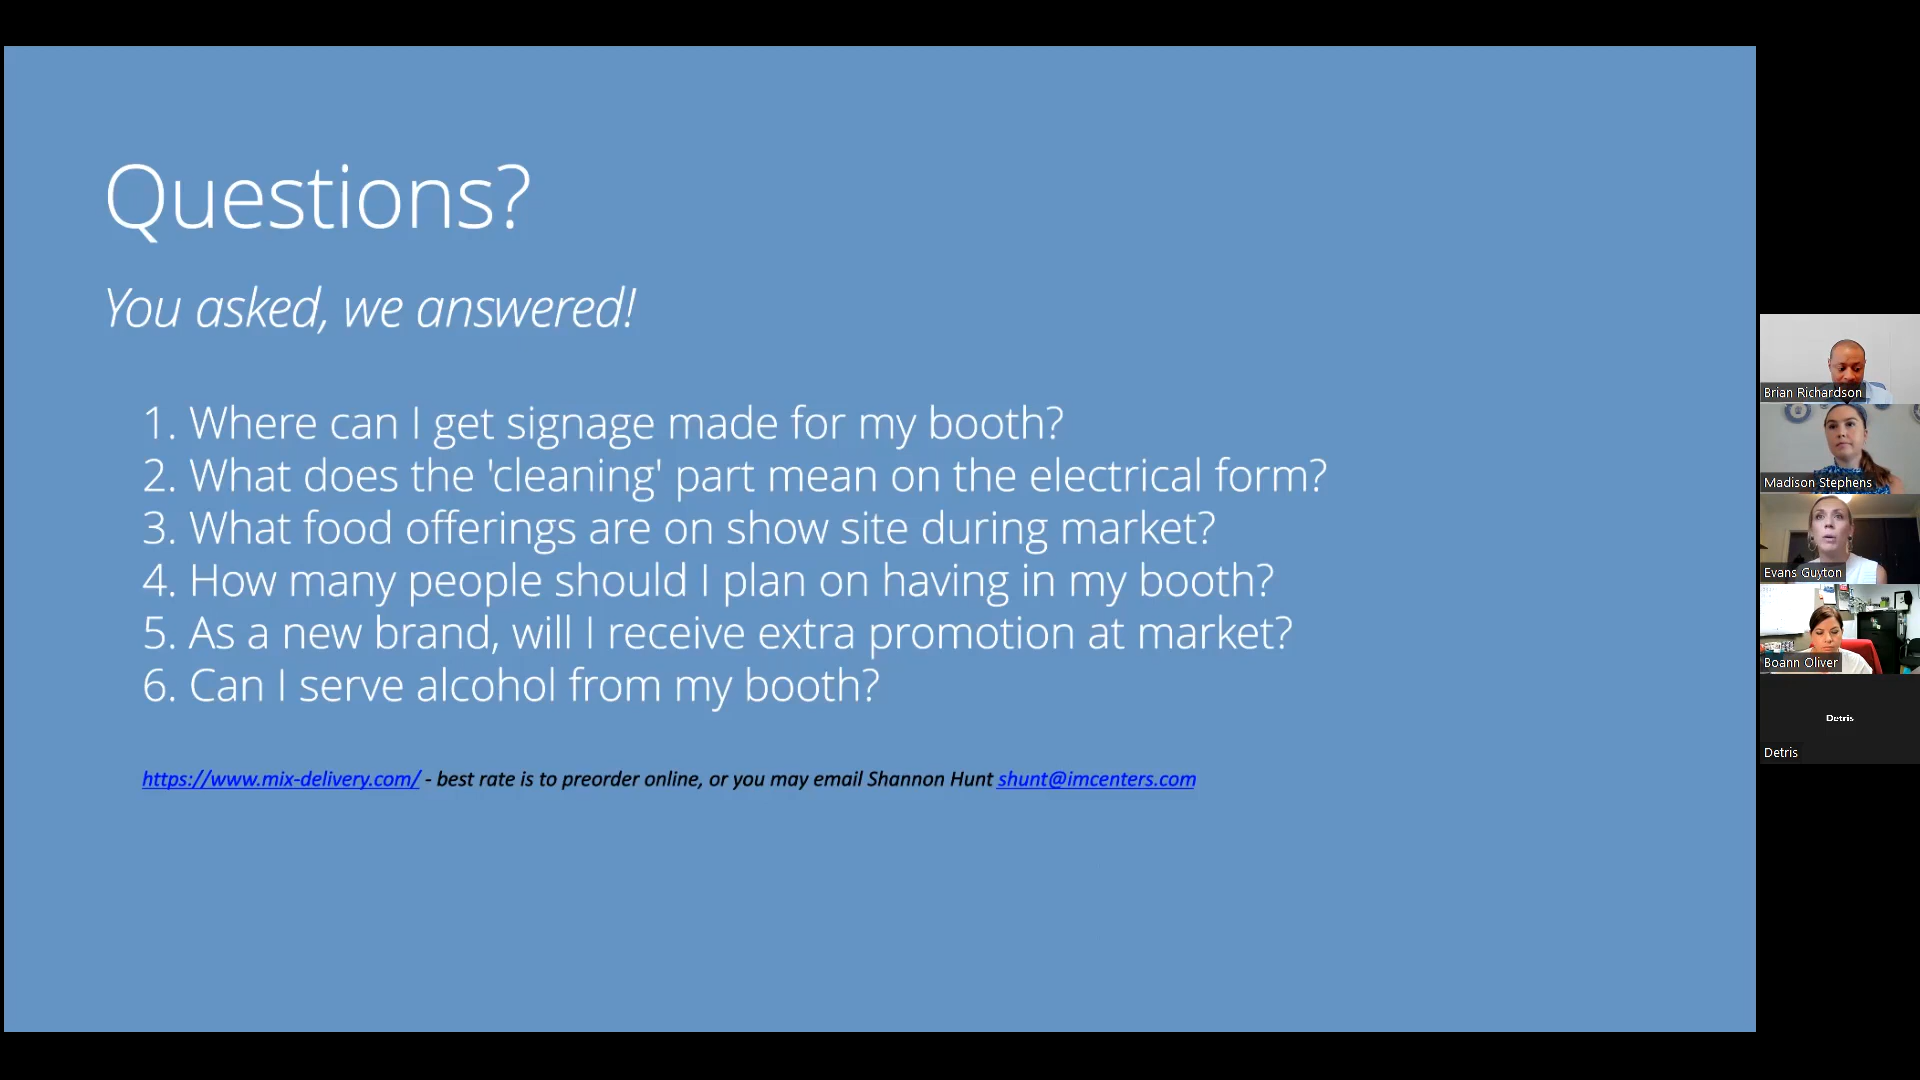 Questions?
You asked, we answered!
1. Where can I get signage made for my booth?
2. What does the 'cleaning' part mean on the electrical form?
3. What food offerings are on show site during market?
4. How many people should I plan on having in my booth?
5. As a new brand, will I receive extra promotion at market?
6. Can I serve alcohol from my booth?
https://www.mix-delivery.com/ - best rate is to preorder online, or you may email Shannon Hunt shunt@imcenters.com
Brian Richardson
Madison Stephens
Evans Guyton
Boann Oliver
Detris
Detris